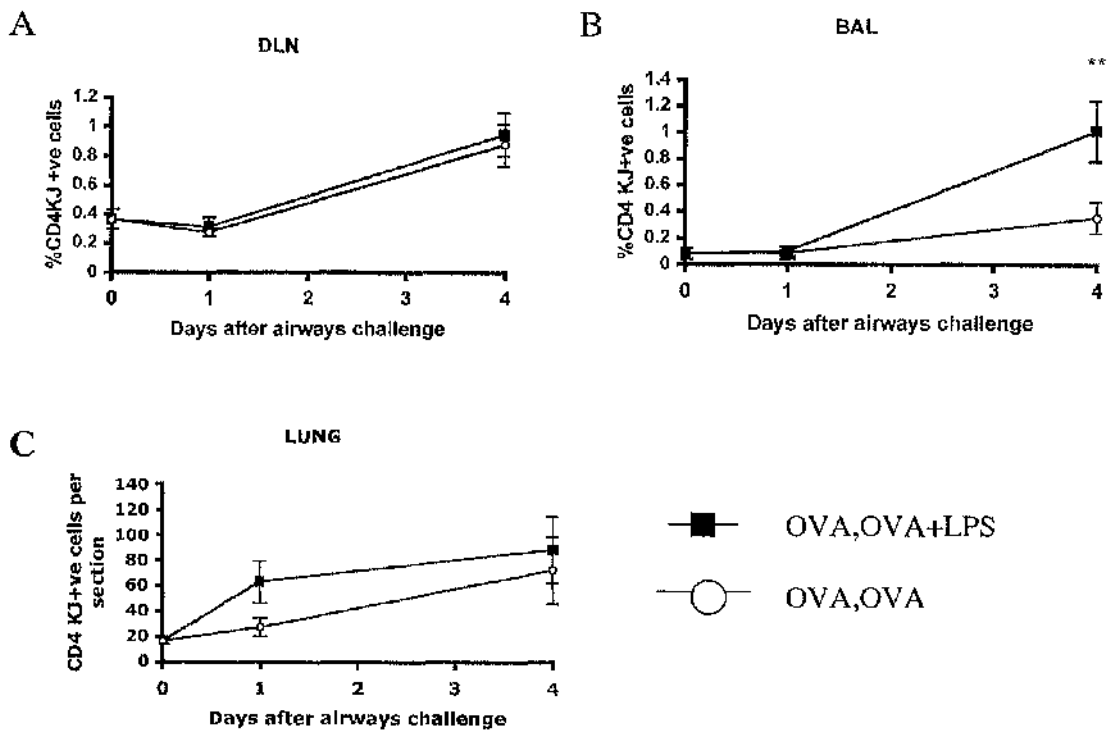 A
DLN
%CD4KJ +ve cells
1.2
1
0.8
0.6
0.4
0.2
0
0 1 2 3 4
Days after airways challenge
B
BAL
**
%CD4 KJ+ve cells
1.4
1.2
1
0.8
0.6
0.4
0.2
0
0 1 2 3 4
Days after airways challenge
C
LUNG
CD4 KJ+ve cells per
section
140
120
100
80
60
40
20
0
0 1 2 3 4
Days after airways challenge
OVA,OVA+LPS
OVA,OVA